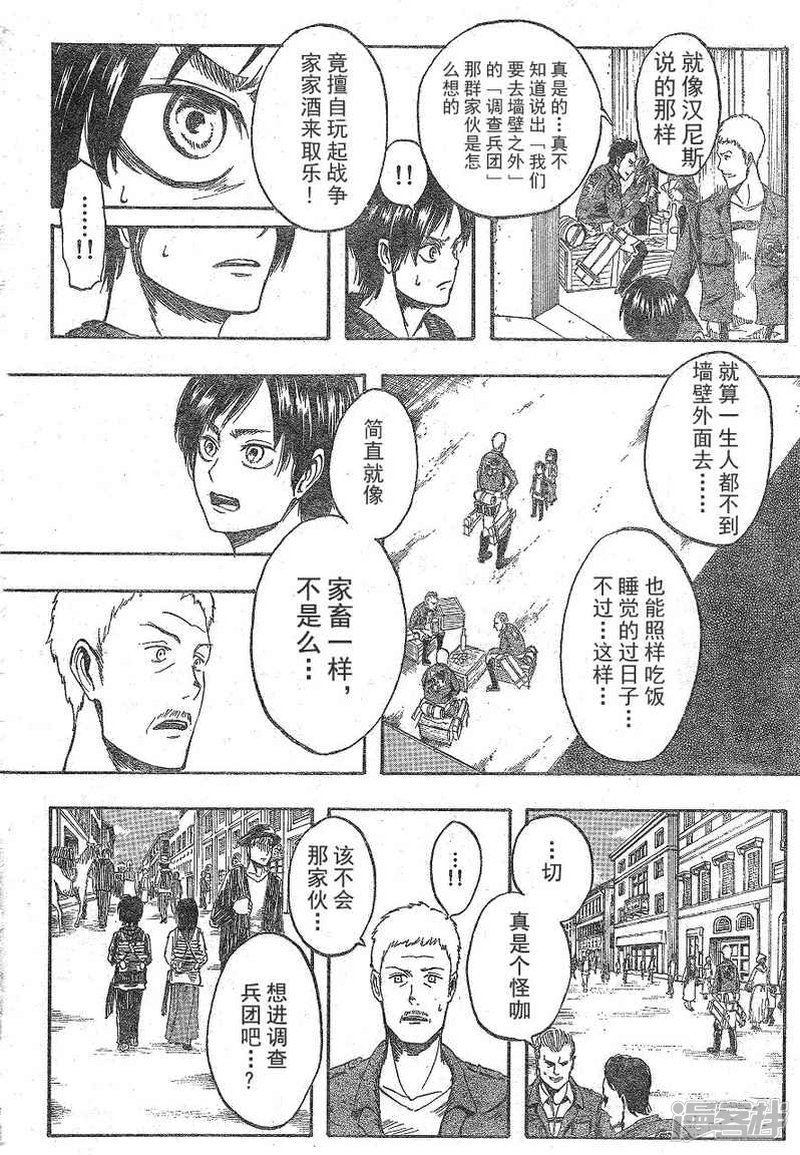 就像汉尼斯
说的那样
真是的…真不
知道说出「我们
要去墙壁之外」
的「调查兵团」
那群家伙是怎
么想的
!!
竟擅自玩起战争
家家酒来取乐！
……!!
就算一生人都不到
墙壁外面去……
也能照样吃饭
睡觉的过日子…
不过…这样…
简直就像
家畜一样，
不是么…
…切
真是个怪咖
…!!
该不会
那家伙…
想进调查
兵团吧…?
漫客栈